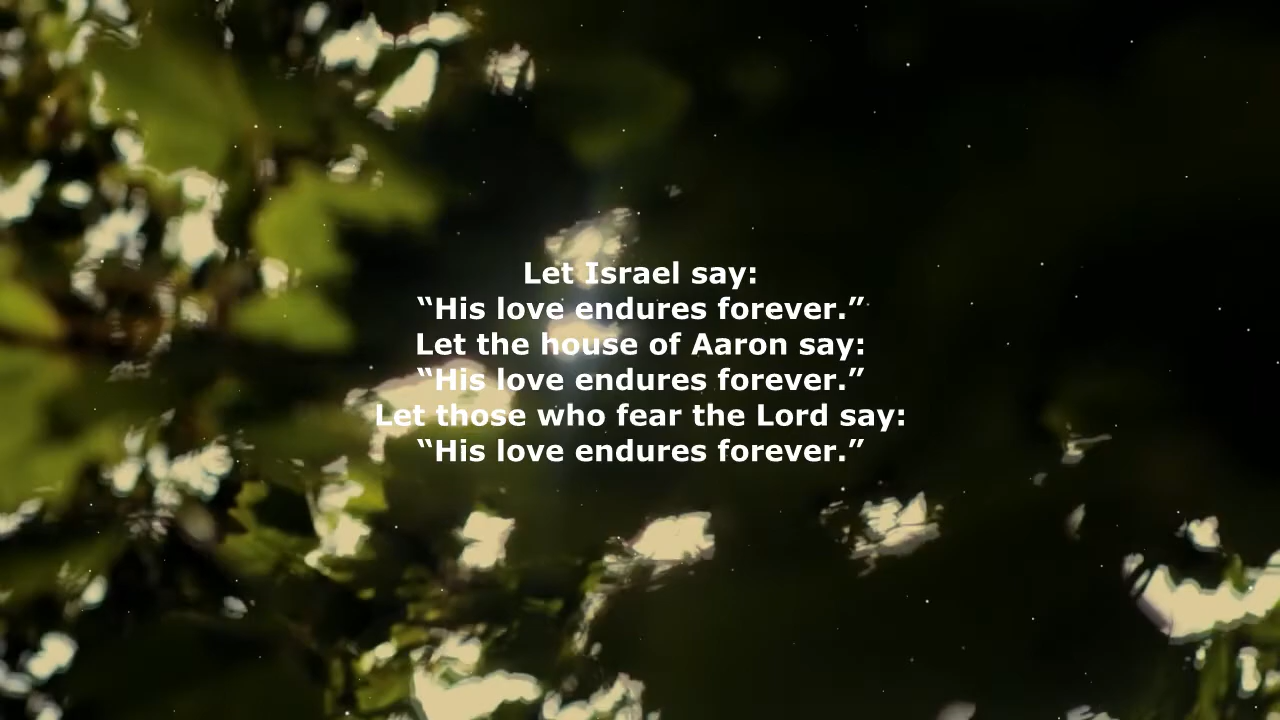 Let Israel say:
“His love endures forever.”
Let the house of Aaron say:
“His love endures forever.”
Let those who fear the Lord say:
“His love endures forever.”